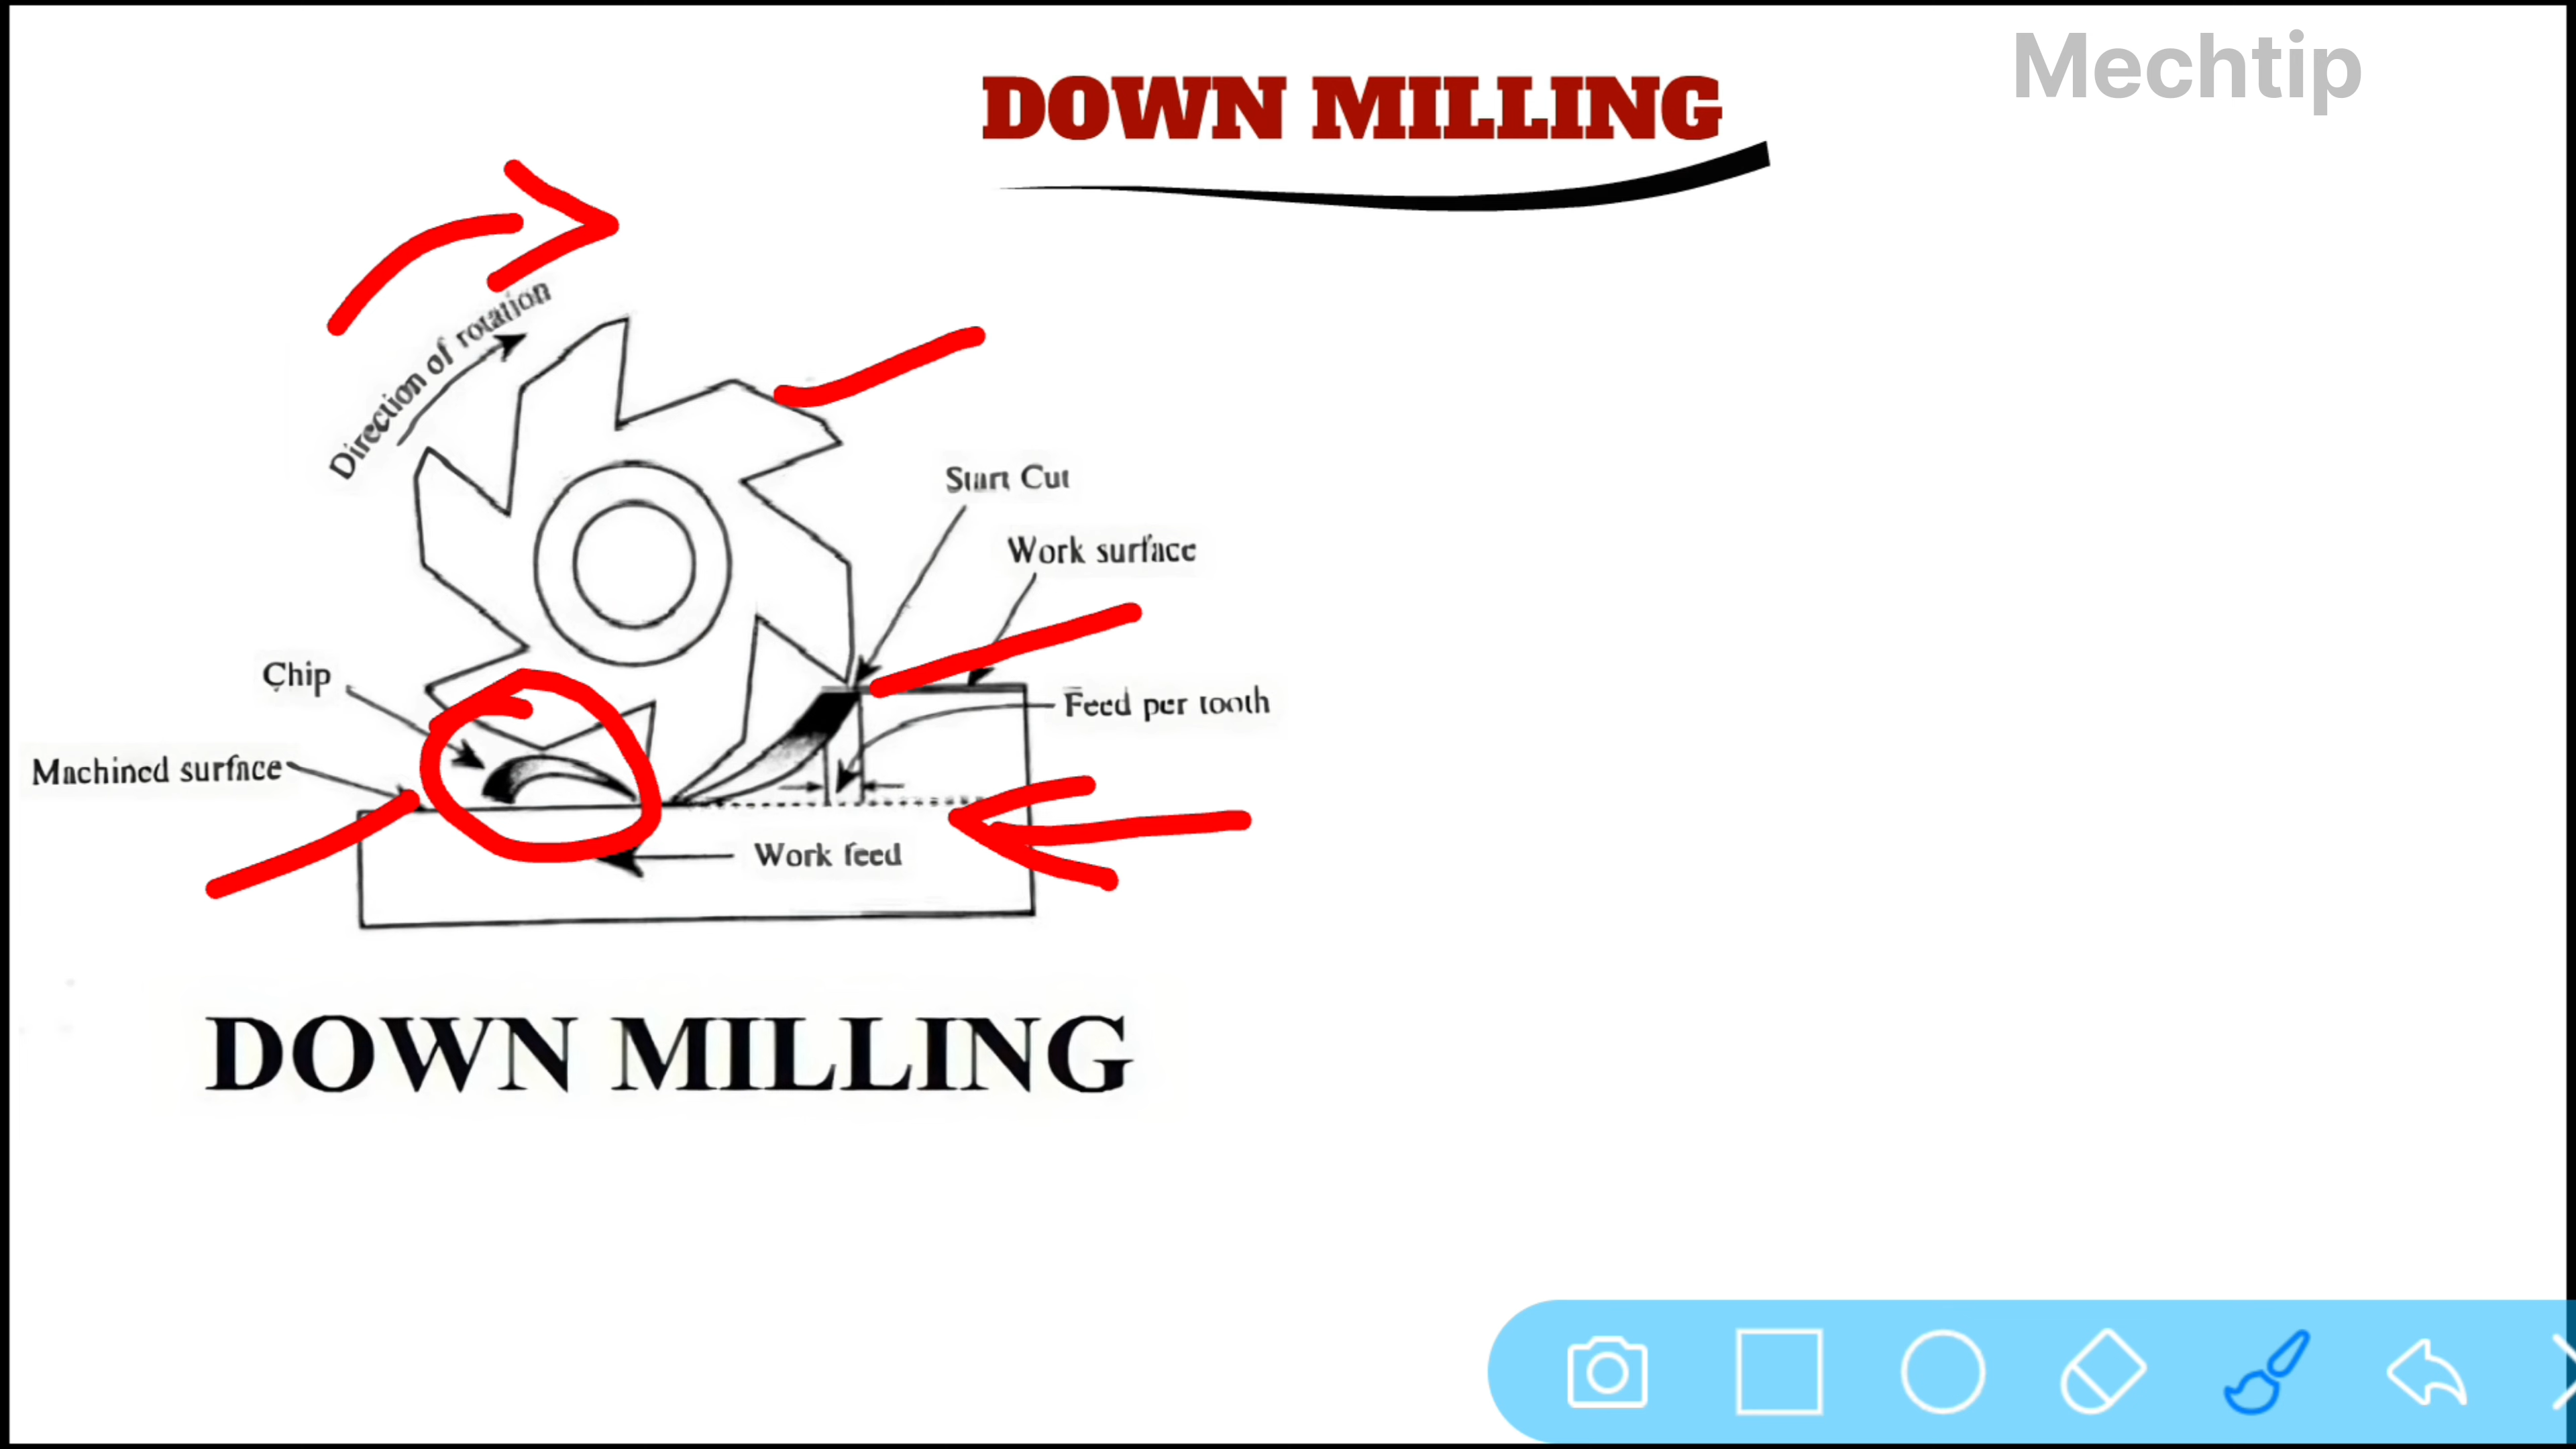 Mechtip
DOWN MILLING
Direction of rotation
Start Cut
Work surface
Chip
Feed per tooth
Machined surface
Work feed
DOWN MILLING